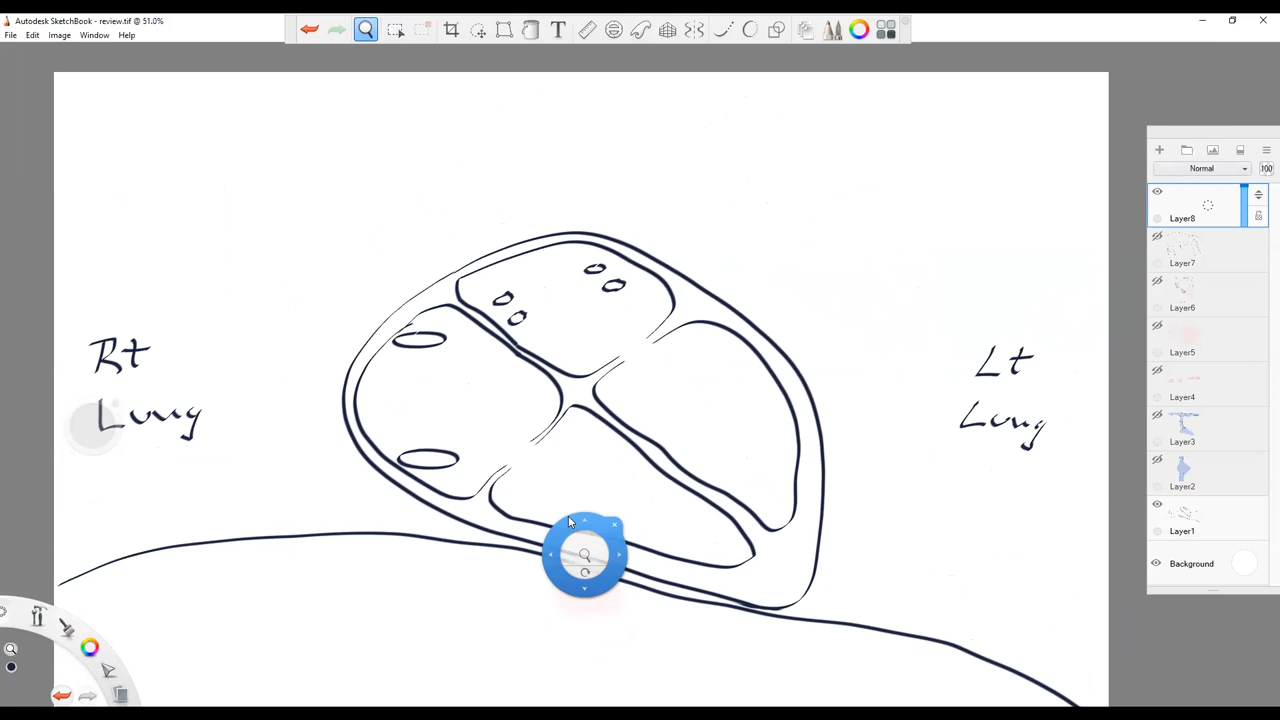 Autodesk SketchBook - review.tif @ 51.0%
File Edit Image Window Help
T
Normal 100
Layer8
Layer7
Layer6
Layer5
Layer4
Layer3
Layer2
Layer1
Background
Rt
Lung
Lt
Lung